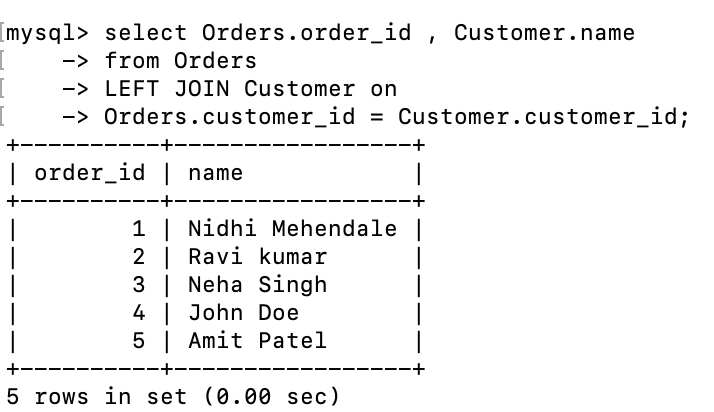 mysql> select Orders.order_id , Customer.name
    -> from Orders
    -> LEFT JOIN Customer on
    -> Orders.customer_id = Customer.customer_id;
+----------+----------------+
| order_id | name           |
+----------+----------------+
|        1 | Nidhi Mehendale |
|        2 | Ravi kumar     |
|        3 | Neha Singh     |
|        4 | John Doe       |
|        5 | Amit Patel     |
+----------+----------------+
5 rows in set (0.00 sec)